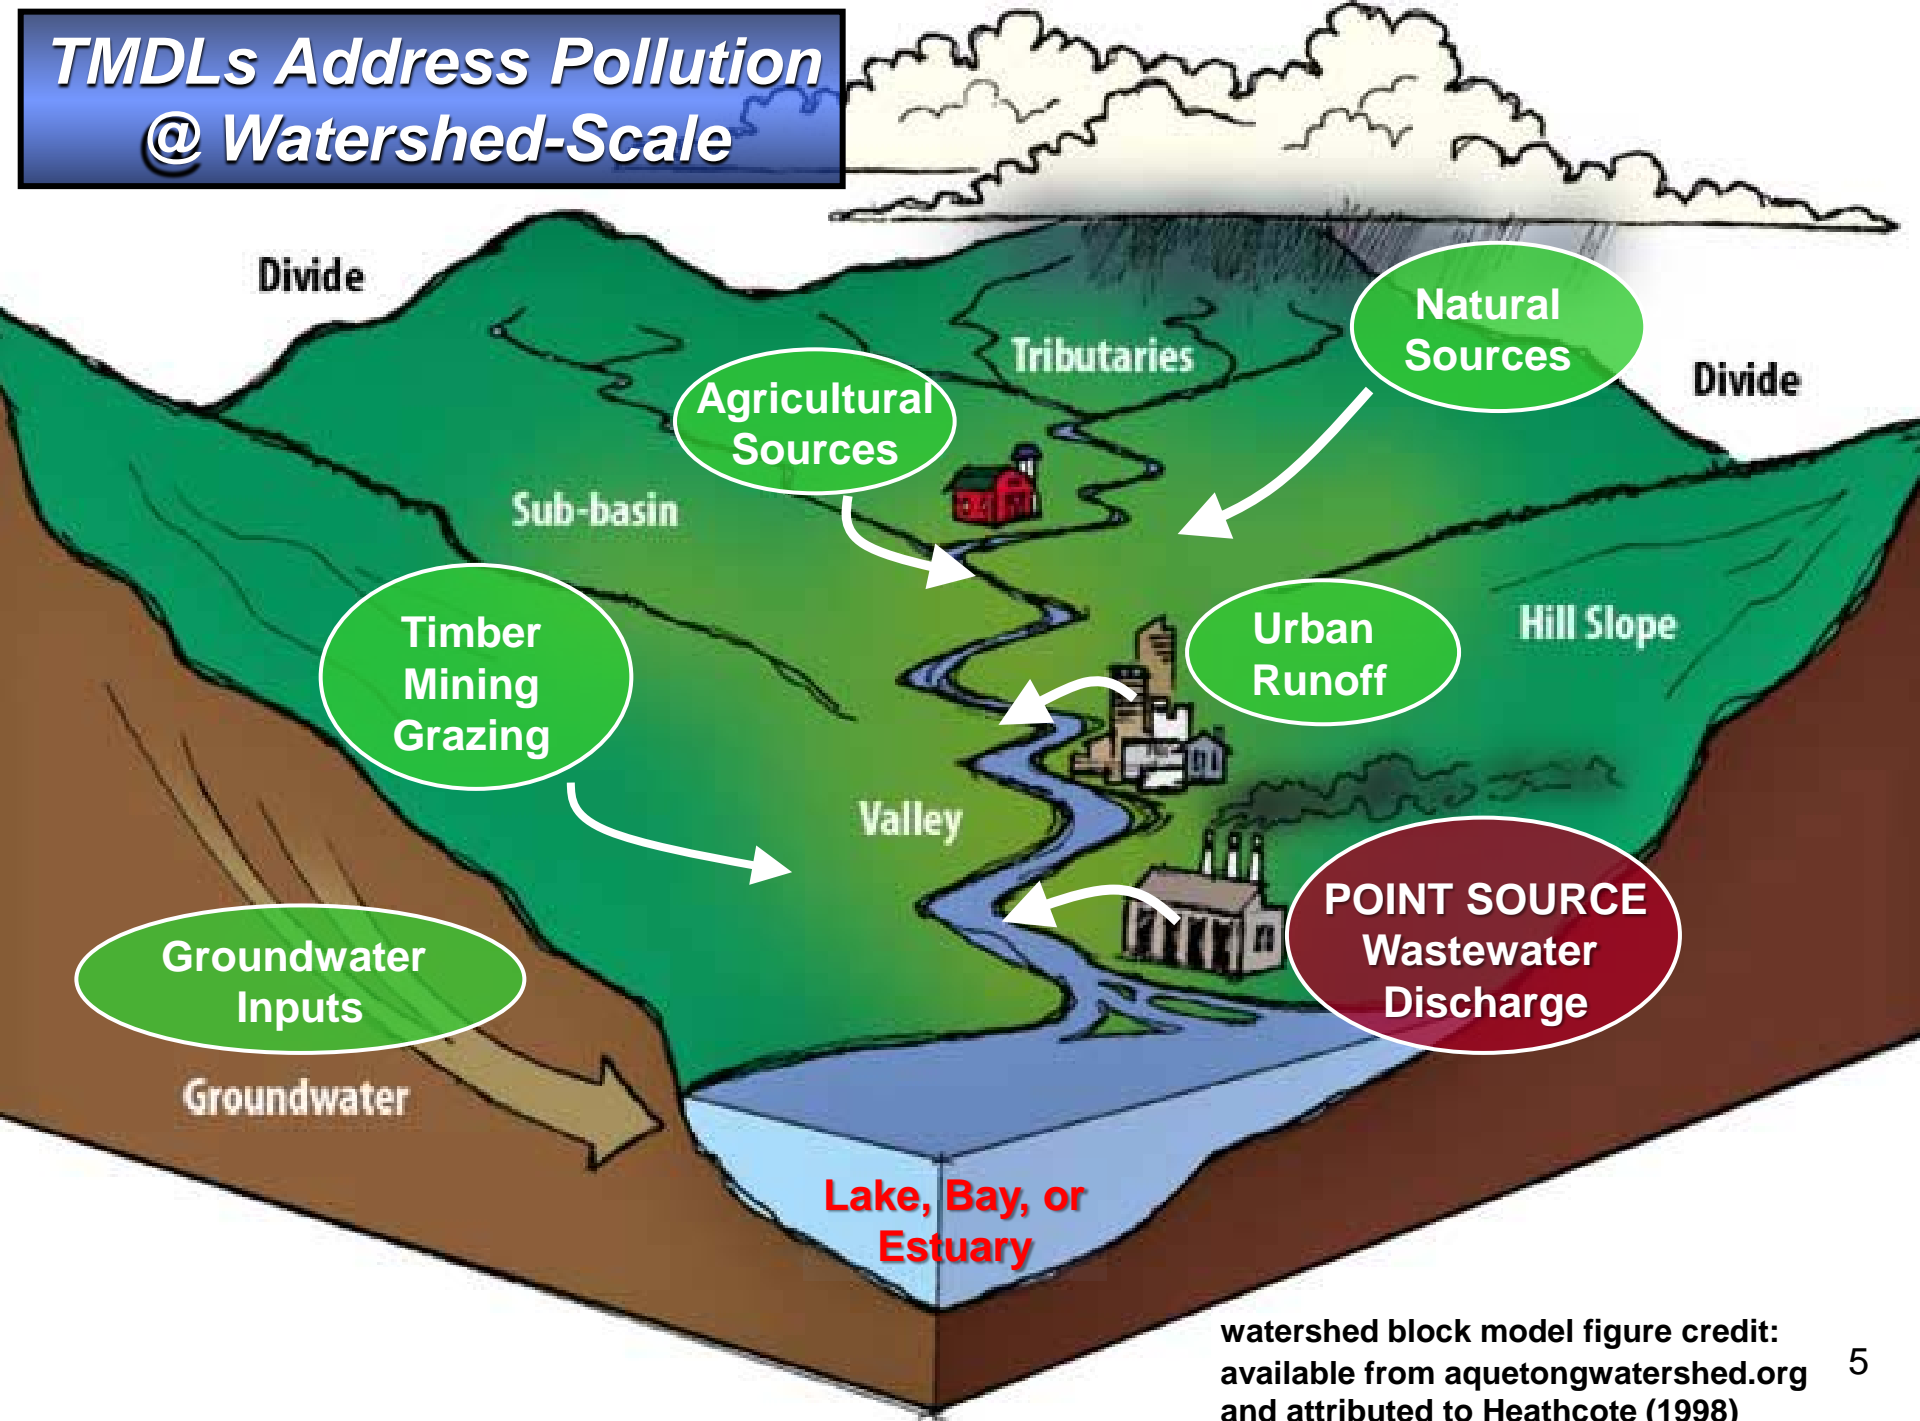 TMDLs Address Pollution
@ Watershed-Scale
Divide
Natural
Sources
Tributaries
Divide
Agricultural
Sources
Sub-basin
Timber
Mining
Grazing
Urban
Runoff
Hill Slope
Valley
POINT SOURCE
Wastewater
Discharge
Groundwater
Inputs
Groundwater
Lake, Bay, or
Estuary
watershed block model figure credit:
available from aquetongwatershed.org
and attributed to Heathcote (1998)
5